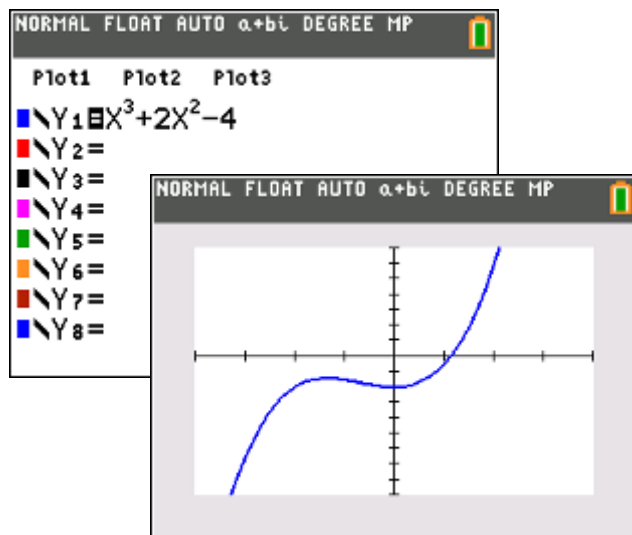 NORMAL FLOAT AUTO a+bi DEGREE MP
Plot1 Plot2 Plot3
\Y₁=X³+2X²−4
\Y₂=
\Y₃=
\Y₄=
\Y₅=
\Y₆=
\Y₇=
\Y₈=
NORMAL FLOAT AUTO a+bi DEGREE MP